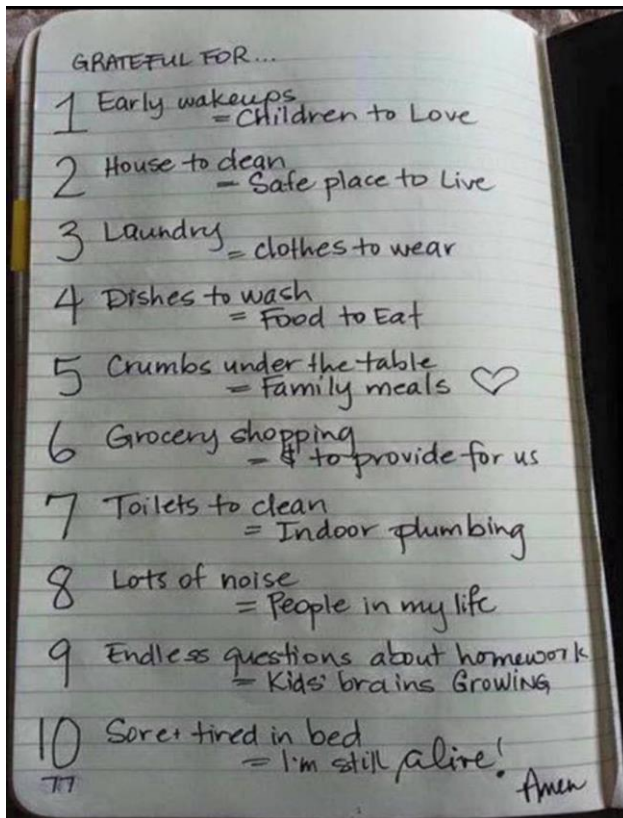 GRATEFUL FOR...
1 Early wakeups
= Children to Love
2 House to clean
= Safe place to Live
3 Laundry
= clothes to wear
4 Dishes to wash
= Food to Eat
5 Crumbs under the table
= Family meals ♡
6 Grocery shopping
= $ to provide for us
7 Toilets to clean
= Indoor plumbing
8 Lots of noise
= People in my life
9 Endless questions about homework
= Kids' brains GROWING
10 Sore + tired in bed
= I'm still alive!
77
Amen